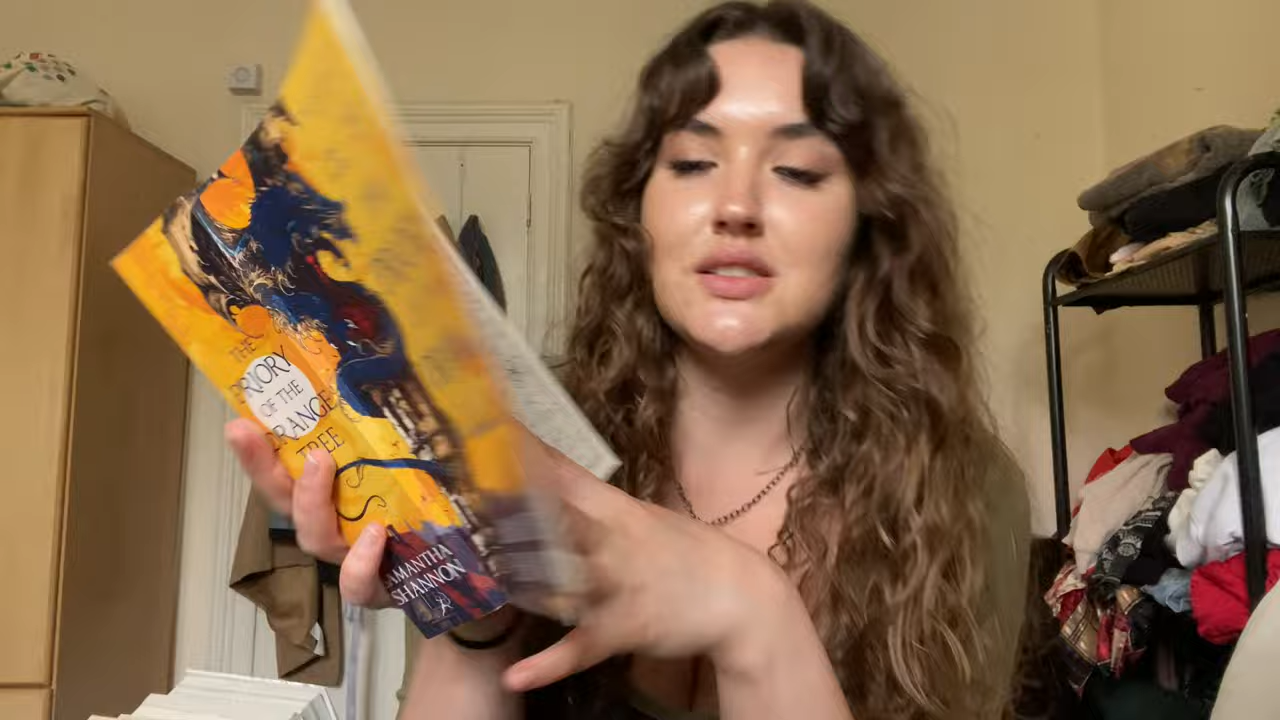 THE
PRIORY
OF THE
ORANGE
TREE
SAMANTHA
SHANNON